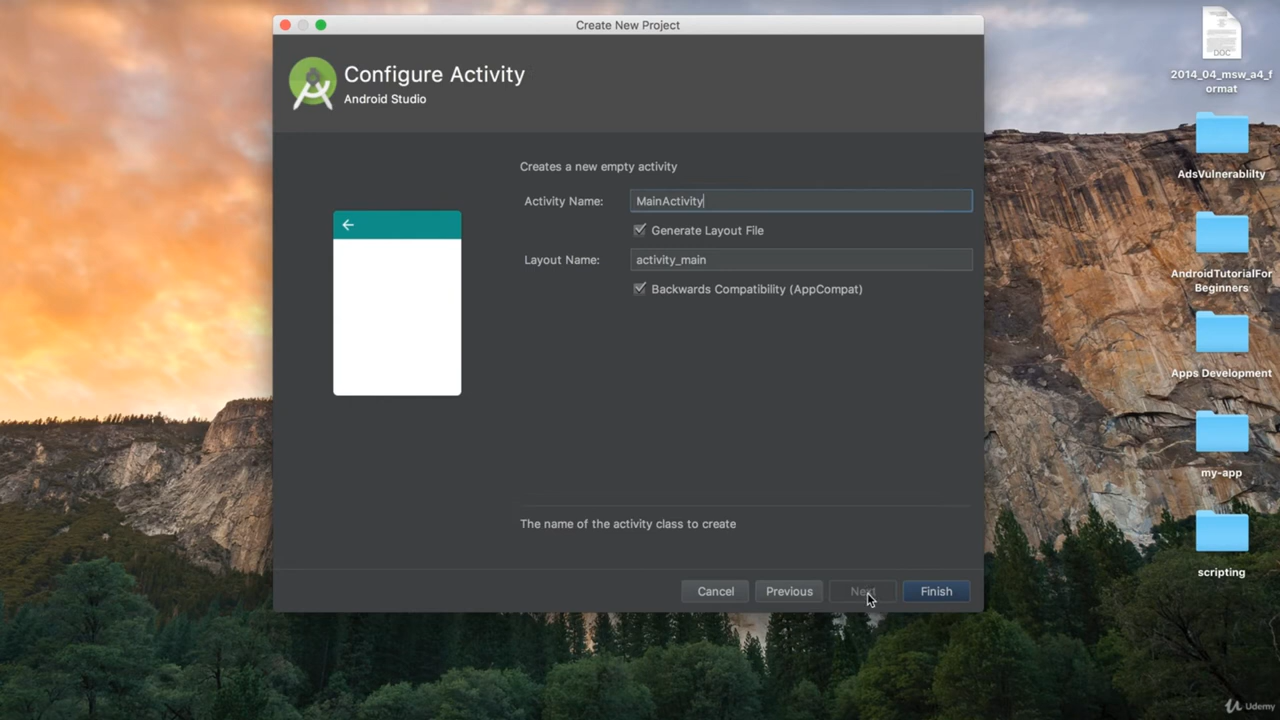 Create New Project
Configure Activity
Android Studio
Creates a new empty activity
Activity Name: MainActivity
Generate Layout File
Layout Name: activity_main
Backwards Compatibility (AppCompat)
The name of the activity class to create
Cancel Previous Next Finish
DOC
2014_04_msw_a4_f
ormat
AdsVulnerablilty
AndroidTutorialFor
Beginners
Apps Development
my-app
scripting
Udemy